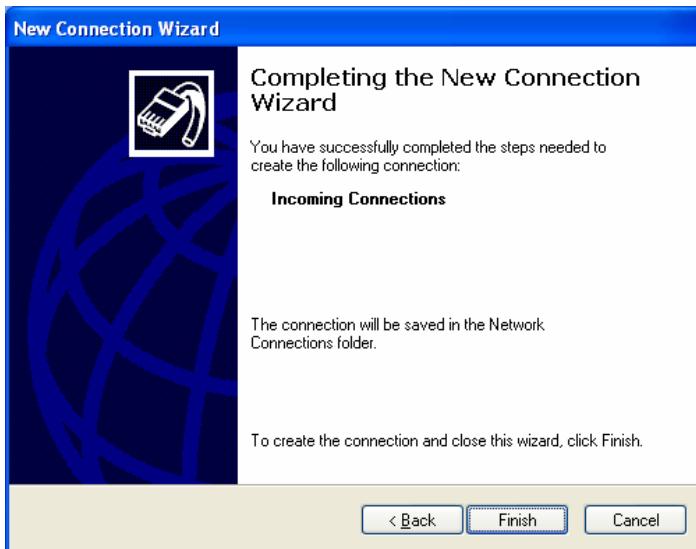 New Connection Wizard
Completing the New Connection
Wizard
You have successfully completed the steps needed to
create the following connection:
Incoming Connections
The connection will be saved in the Network
Connections folder.
To create the connection and close this wizard, click Finish.
< Back Finish Cancel